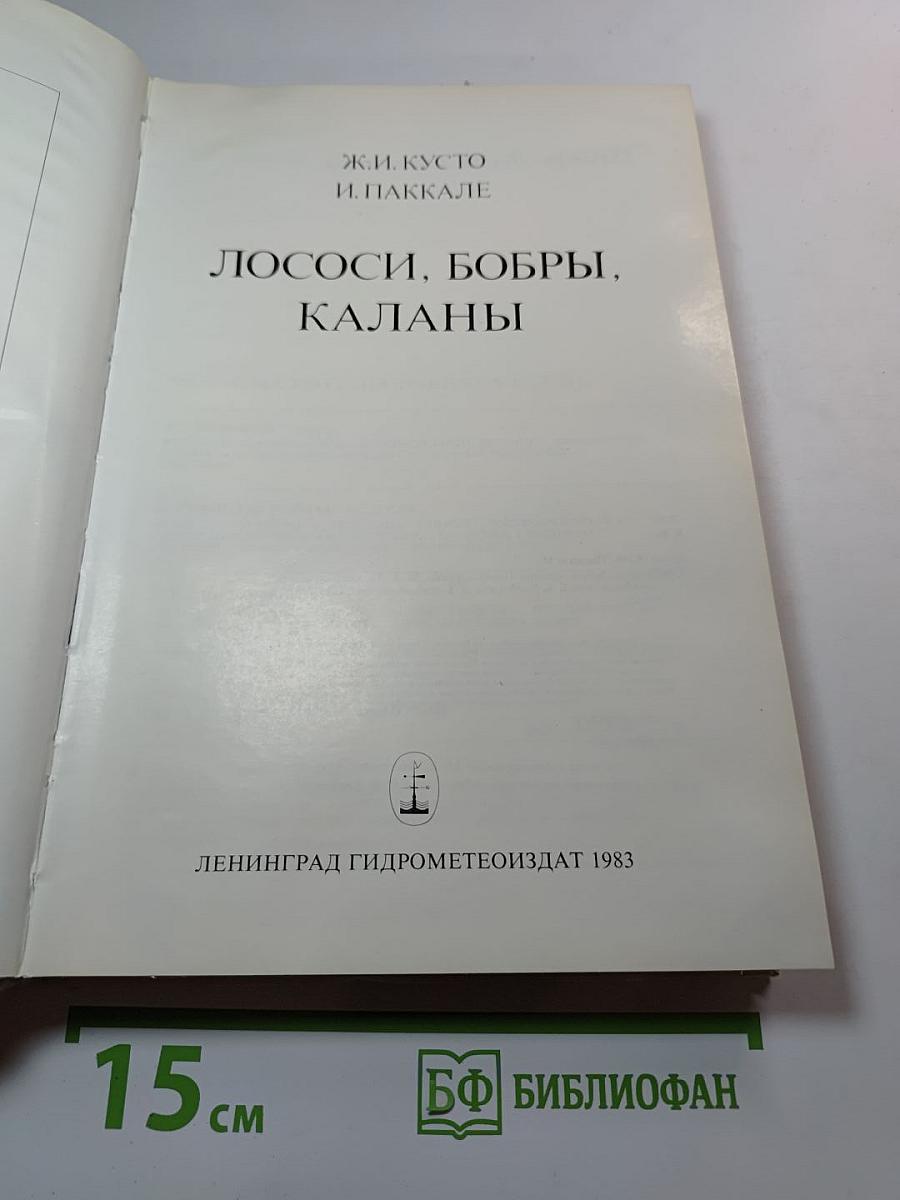 Ж.И. КУСТО
И. ПАККАЛЕ
ЛОСОСИ, БОБРЫ,
КАЛАНЫ
ЛЕНИНГРАД ГИДРОМЕТЕОИЗДАТ 1983
15 см
БФ БИБЛИОФАН